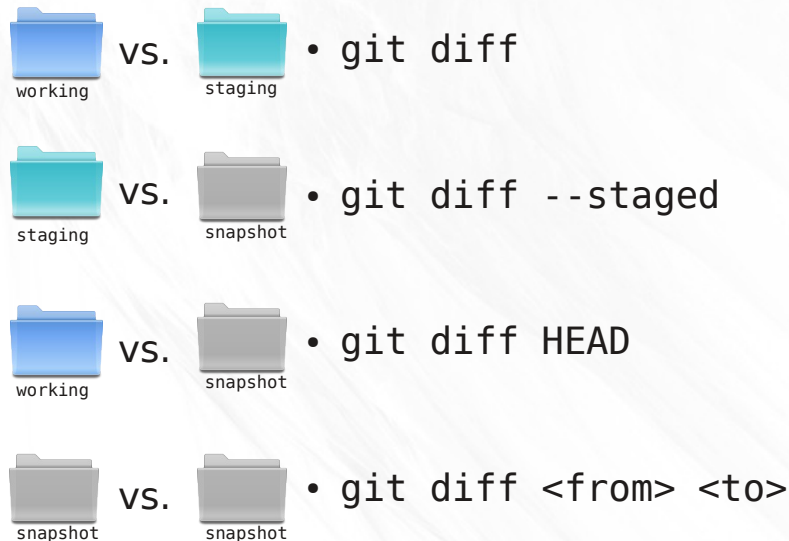 vs. • git diff
working staging
vs. • git diff --staged
staging snapshot
vs. • git diff HEAD
working snapshot
vs. • git diff <from> <to>
snapshot snapshot